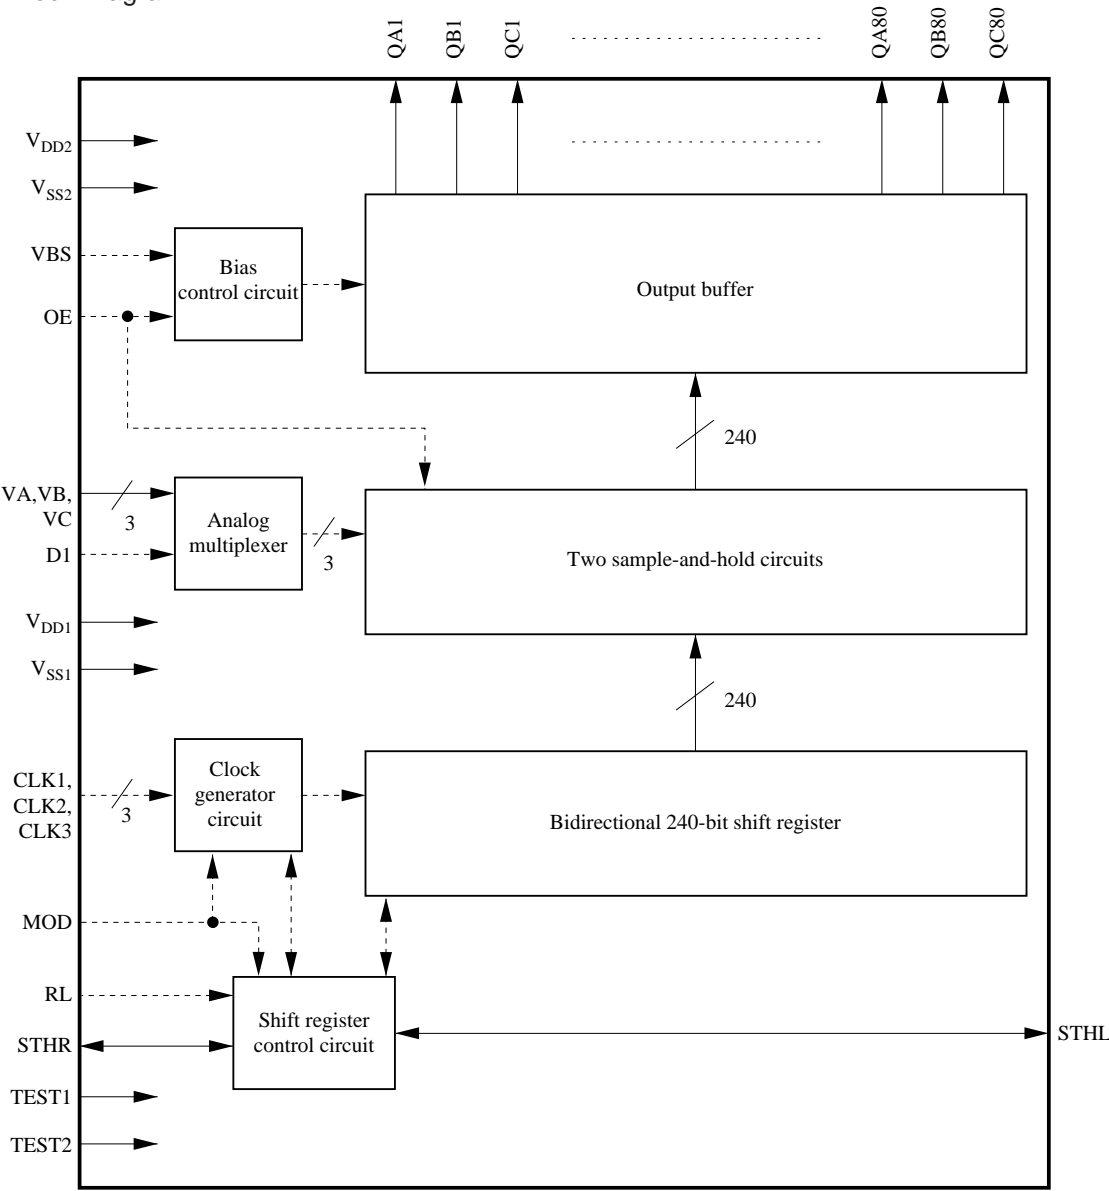 QA1
QB1
QC1
QA80
QB80
QC80
VDD2
VSS2
VBS
OE
Bias
control circuit
Output buffer
240
VA,VB,
VC
3
D1
Analog
multiplexer
3
Two sample-and-hold circuits
VDD1
VSS1
240
CLK1,
CLK2,
CLK3
3
Clock
generator
circuit
Bidirectional 240-bit shift register
MOD
RL
STHR
Shift register
control circuit
STHL
TEST1
TEST2